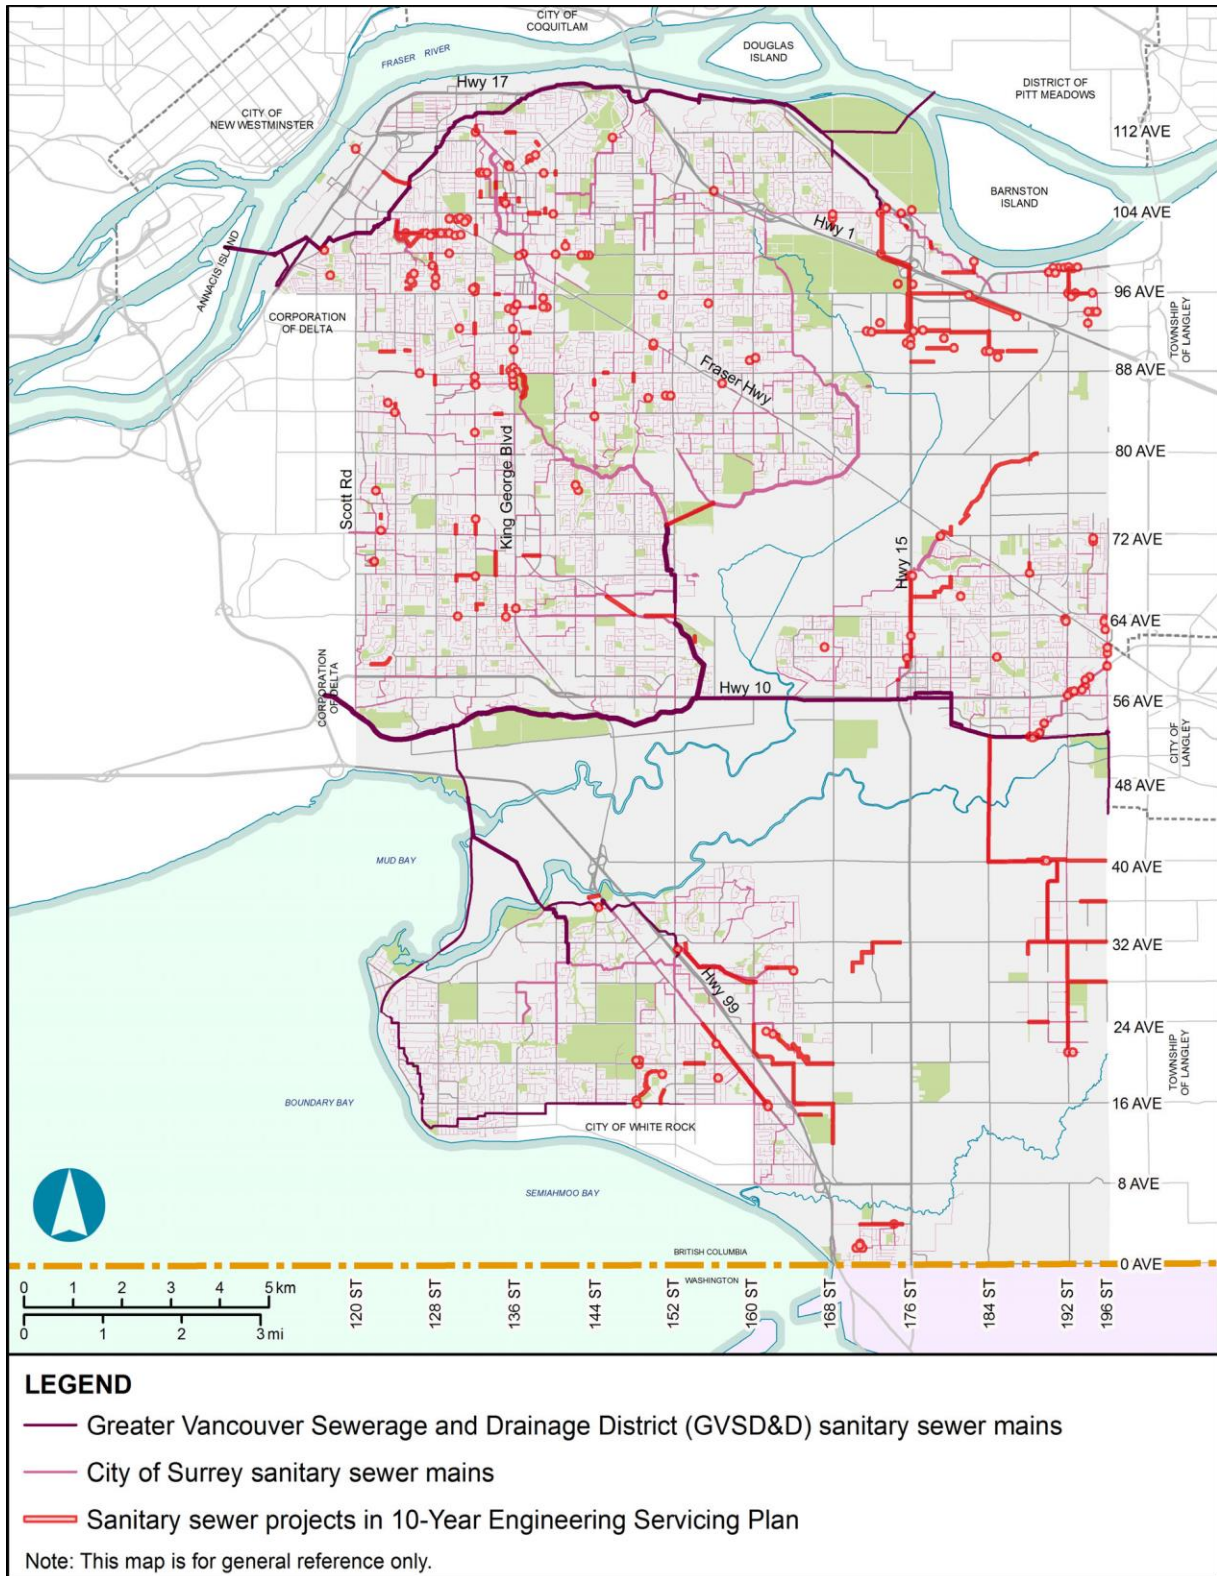 CITY OF
COQUITLAM
FRASER RIVER
DOUGLAS
ISLAND
Hwy 17
DISTRICT OF
PITT MEADOWS
CITY OF
NEW WESTMINSTER
112 AVE
BARNSTON
ISLAND
104 AVE
Hwy 1
ANNACIS ISLAND
96 AVE
CORPORATION
OF DELTA
TOWNSHIP
OF LANGLEY
88 AVE
Fraser Hwy
80 AVE
King George Blvd
Scott Rd
72 AVE
Hwy 15
64 AVE
CORPORATION
OF DELTA
Hwy 10
56 AVE
CITY OF
LANGLEY
48 AVE
MUD BAY
40 AVE
32 AVE
Hwy 99
24 AVE
TOWNSHIP
OF LANGLEY
BOUNDARY BAY
16 AVE
CITY OF WHITE ROCK
8 AVE
SEMIAHMOO BAY
BRITISH COLUMBIA
0 AVE
WASHINGTON
0 1 2 3 4 5 km
0 1 2 3 mi
120 ST
128 ST
136 ST
144 ST
152 ST
160 ST
168 ST
176 ST
184 ST
192 ST
196 ST
LEGEND
Greater Vancouver Sewerage and Drainage District (GVSD&D) sanitary sewer mains
City of Surrey sanitary sewer mains
Sanitary sewer projects in 10-Year Engineering Servicing Plan
Note: This map is for general reference only.